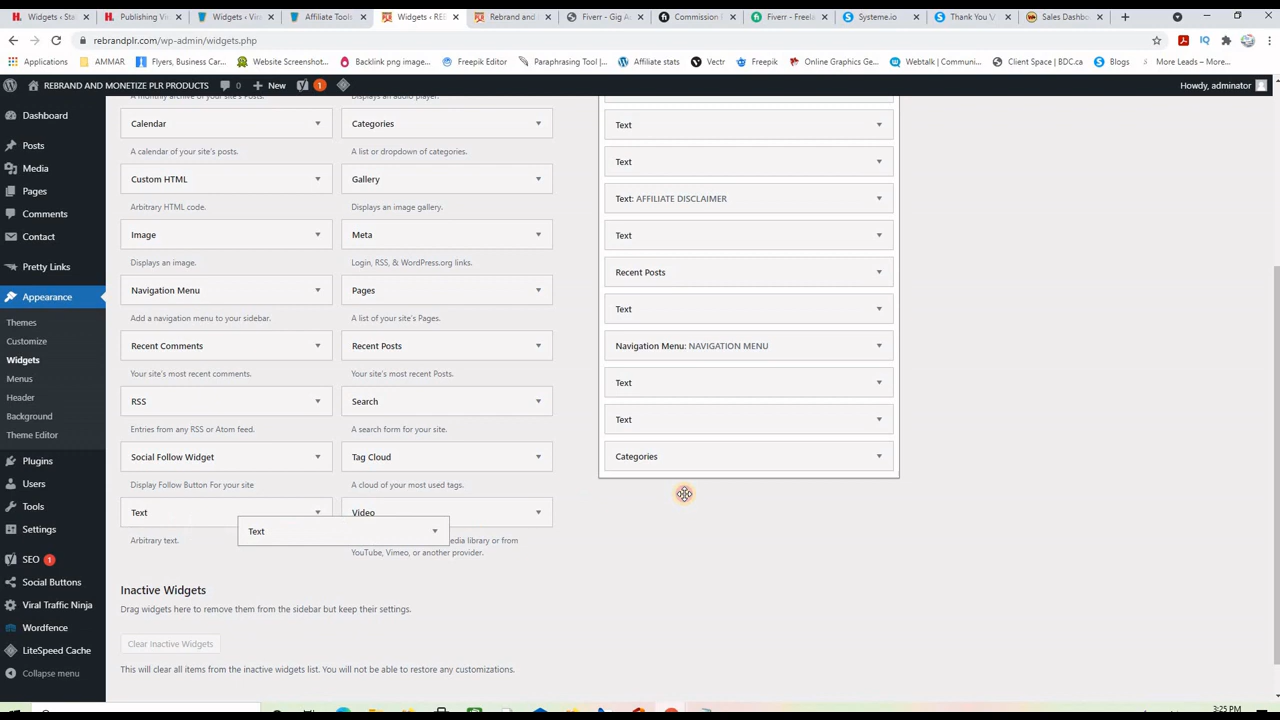 Widgets ‹ Sta
Publishing Vi
Widgets ‹ Vir
Affiliate Tools
Widgets ‹ RE
Rebrand and
Fiverr - Gig A
Commission
Fiverr - Freela
Systeme.io
Thank You \
Sales Dashbo
rebrandplr.com/wp-admin/widgets.php
Applications
AMMAR
Flyers, Business Car...
Website Screenshot...
Backlink png image...
Freepik Editor
Paraphrasing Tool |...
Affiliate stats
Vectr
Freepik
Online Graphics Ge...
Webtalk | Communi...
Client Space | BDC.ca
Blogs
More Leads – More...
REBRAND AND MONETIZE PLR PRODUCTS
0
+ New
1
Howdy, adminator
Dashboard
Posts
Media
Pages
Comments
Contact
Pretty Links
Appearance
Themes
Customize
Widgets
Menus
Header
Background
Theme Editor
Plugins
Users
Tools
Settings
SEO 1
Social Buttons
Viral Traffic Ninja
Wordfence
LiteSpeed Cache
Collapse menu
A monthly archive of your site's Posts.
Displays an audio player.
Calendar
Categories
A calendar of your site's posts.
A list or dropdown of categories.
Custom HTML
Gallery
Arbitrary HTML code.
Displays an image gallery.
Image
Meta
Displays an image.
Login, RSS, & WordPress.org links.
Navigation Menu
Pages
Add a navigation menu to your sidebar.
A list of your site's Pages.
Recent Comments
Recent Posts
Your site's most recent comments.
Your site's most recent Posts.
RSS
Search
Entries from any RSS or Atom feed.
A search form for your site.
Social Follow Widget
Tag Cloud
Display Follow Button For your site
A cloud of your most used tags.
Text
Video
Text
Arbitrary text.
edia library or from
YouTube, Vimeo, or another provider.
Text
Text
Text: AFFILIATE DISCLAIMER
Text
Recent Posts
Text
Navigation Menu: NAVIGATION MENU
Text
Text
Categories
Inactive Widgets
Drag widgets here to remove them from the sidebar but keep their settings.
Clear Inactive Widgets
This will clear all items from the inactive widgets list. You will not be able to restore any customizations.
3:25 PM